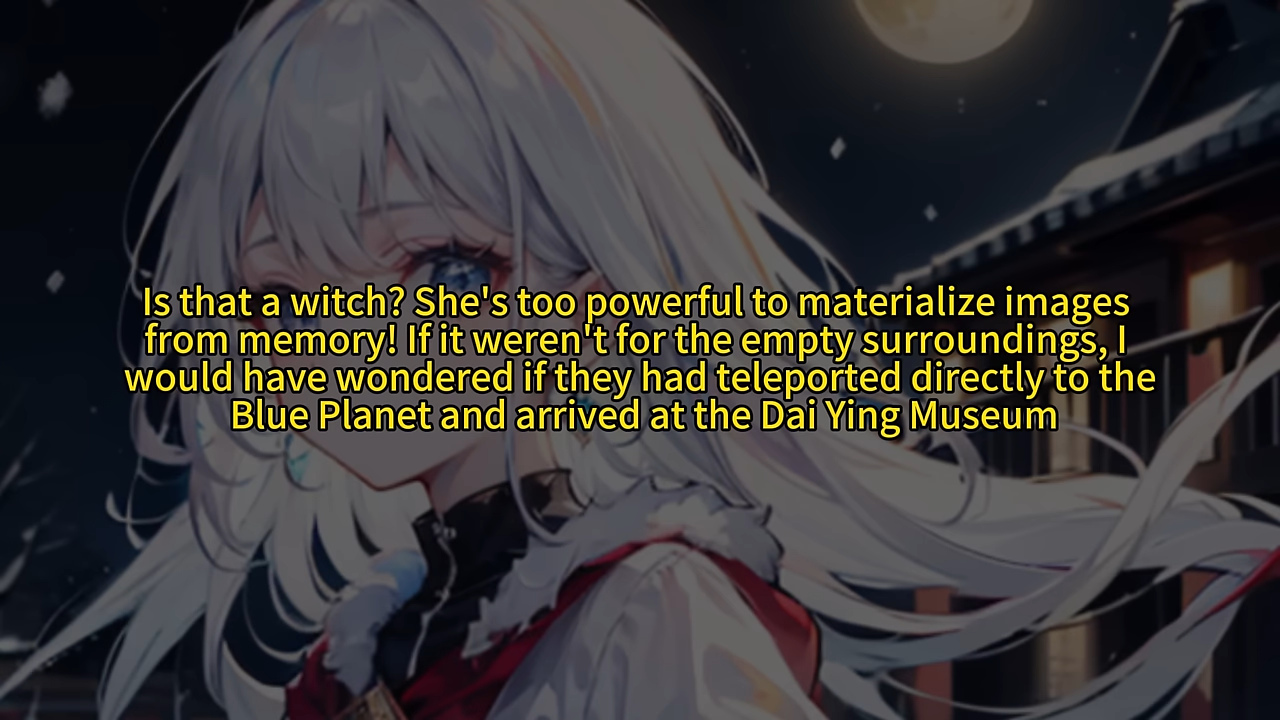 Is that a witch? She's too powerful to materialize images
from memory! If it weren't for the empty surroundings, I
would have wondered if they had teleported directly to the
Blue Planet and arrived at the Dai Ying Museum